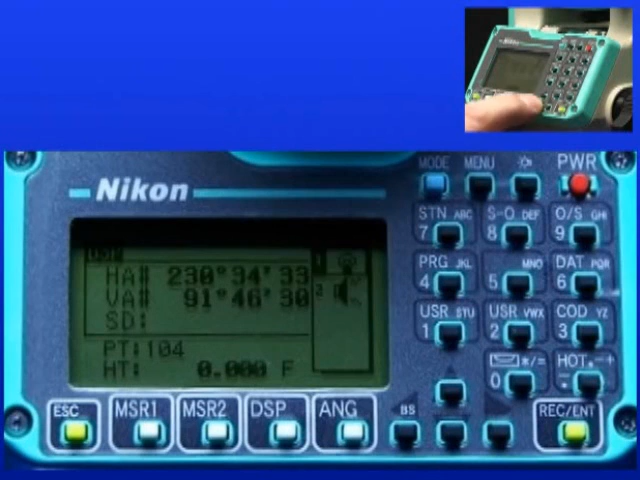 Nikon
Nikon
MODE MENU PWR
STN ABC S-O DEF O/S GHI
7 8 9
HA# 230°34'33
VA# 91°46'30
SD:
PT:104
HT: 0.000 F
PRG JKL MNO DAT PQR
4 5 6
USR STU USR VWX COD YZ
1 2 3
*/= HOT -+
0 .
ESC MSR1 MSR2 DSP ANG BS REC/ENT